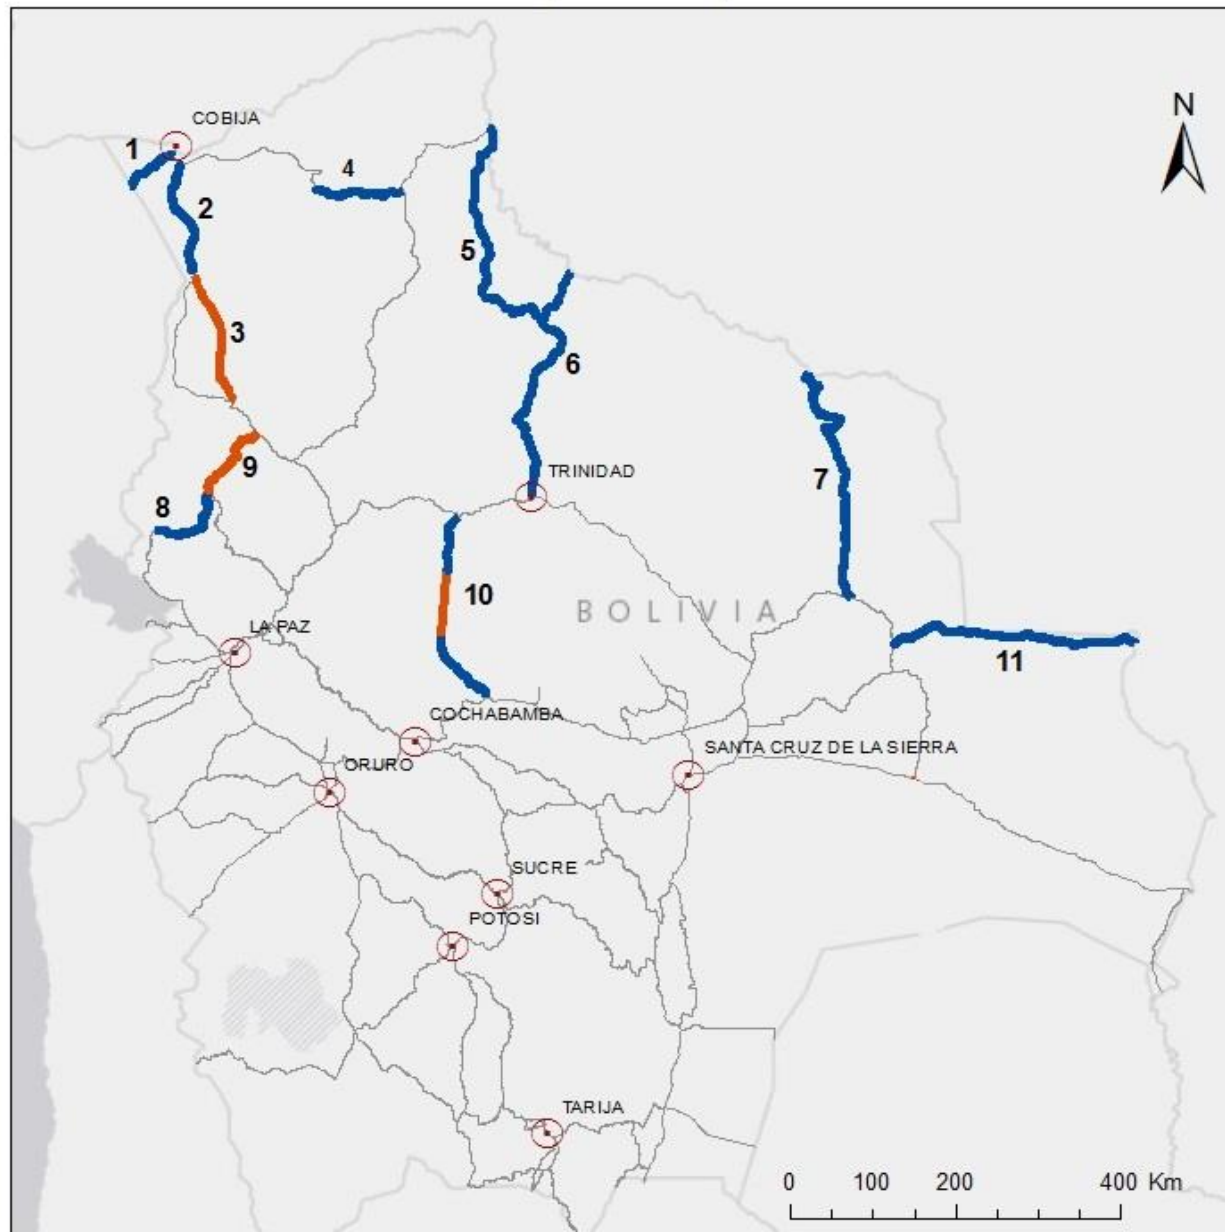 N
COBIJA
1
4
2
5
3
6
TRINIDAD
9
7
8
10
BOLIVIA
LA PAZ
11
COCHABAMBA
SANTA CRUZ DE LA SIERRA
ORURO
SUCRE
POTOSI
TARIJA
0 100 200 400 Km